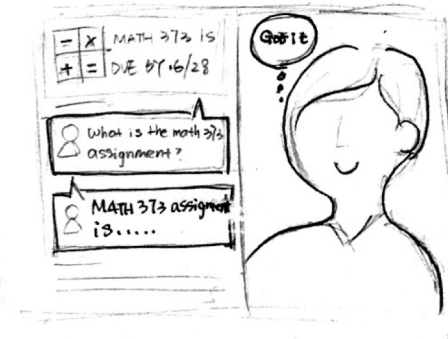 - x MATH 373 IS
+ = DUE BY 6/28
GOT IT
What is the math 373
assignment?
MATH 373 assignment
is.....